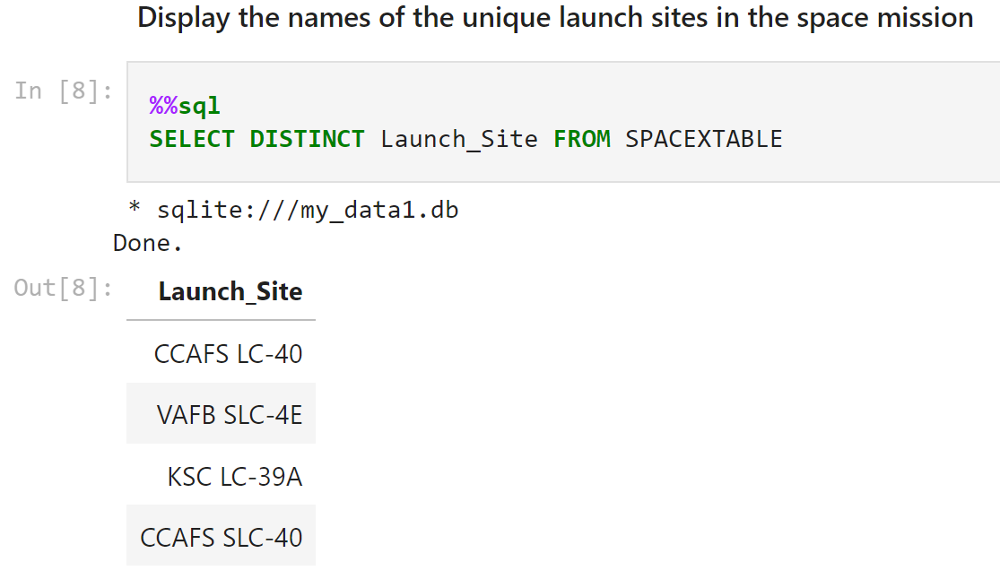 Display the names of the unique launch sites in the space mission
In [8]:
%%sql
SELECT DISTINCT Launch_Site FROM SPACEXTABLE
* sqlite:///my_data1.db
Done.
Out[8]:
Launch_Site
CCAFS LC-40
VAFB SLC-4E
KSC LC-39A
CCAFS SLC-40